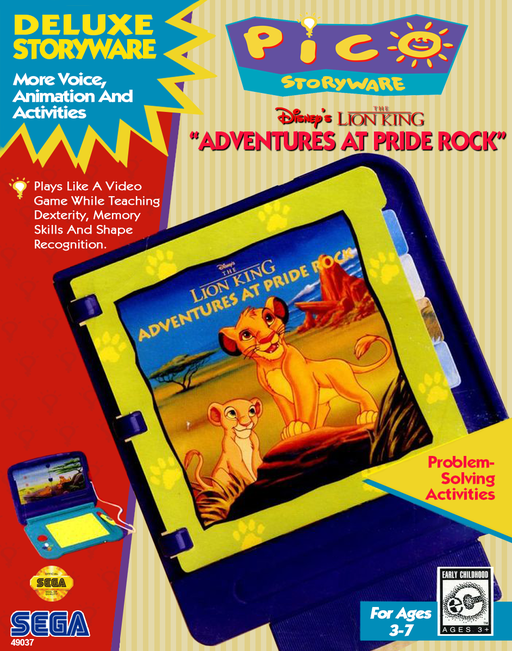 DELUXE
STORYWARE
More Voice,
Animation And
Activities
PICO
STORYWARE
Disney's THE LION KING
"ADVENTURES AT PRIDE ROCK"
Plays Like A Video
Game While Teaching
Dexterity, Memory
Skills And Shape
Recognition.
Disney's
THE
LION KING
ADVENTURES AT PRIDE ROCK
Problem-
Solving
Activities
SEGA
SEGA
49037
For Ages
3-7
EARLY CHILDHOOD
eC
AGES 3+